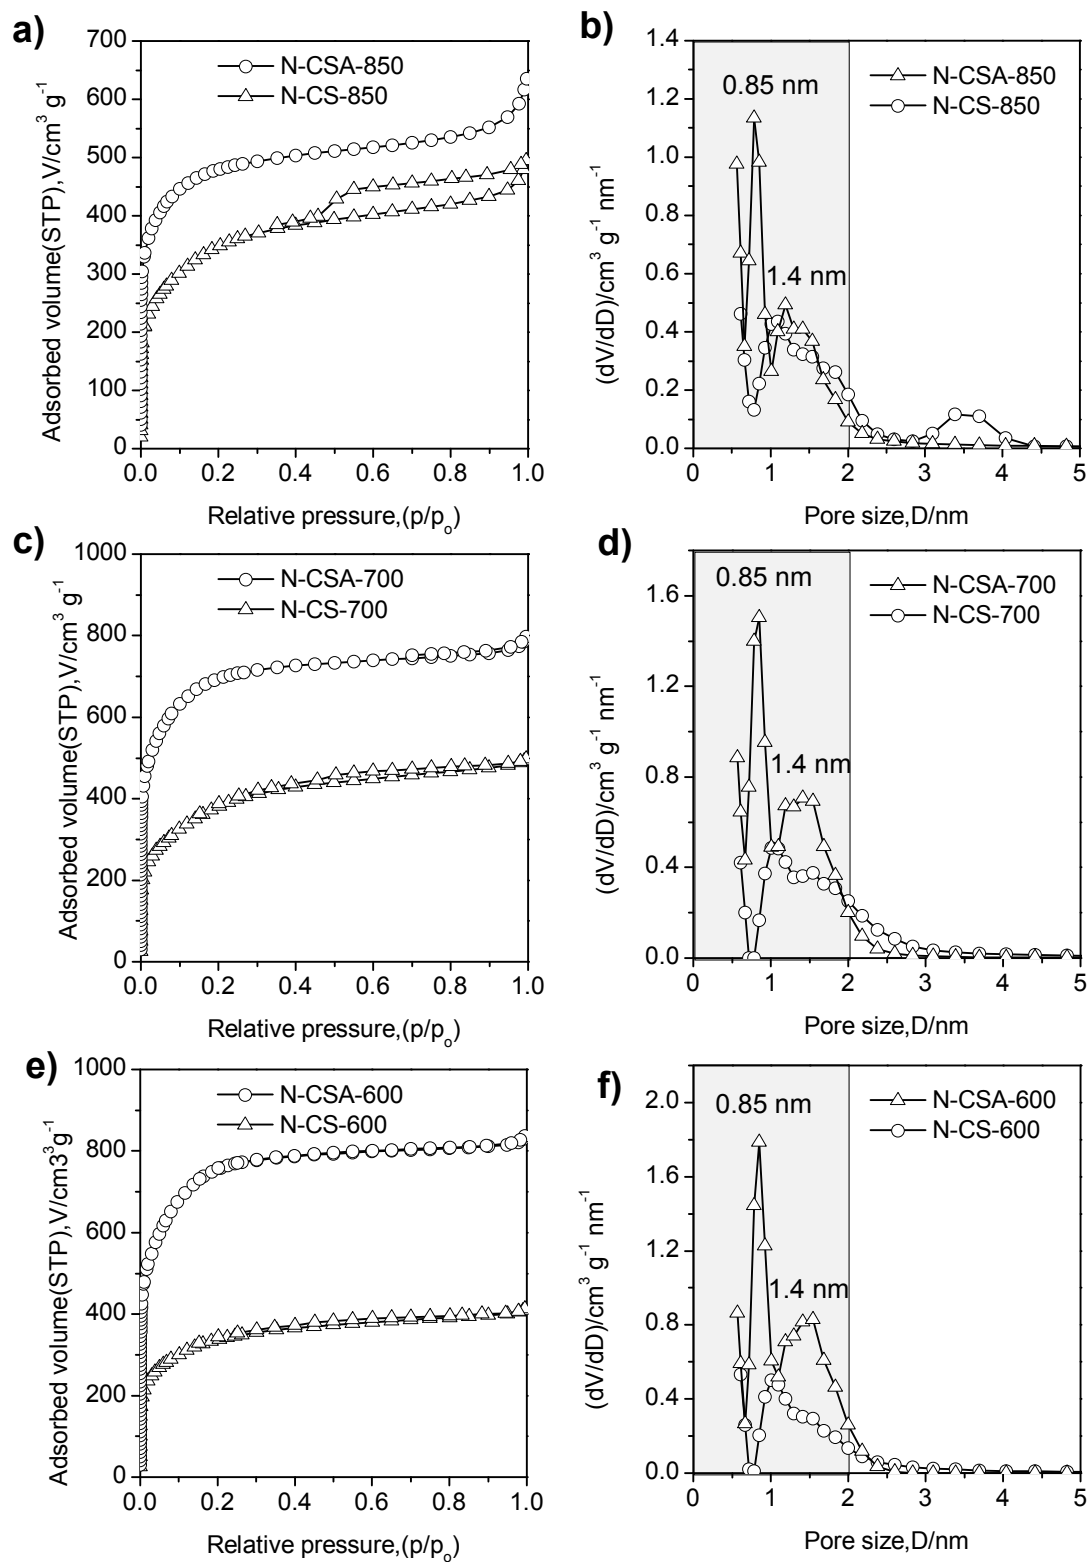 a)
700
600
500
400
300
200
100
0
N-CSA-850
N-CS-850
Adsorbed volume(STP),V/cm³ g⁻¹
0.0 0.2 0.4 0.6 0.8 1.0
Relative pressure,(p/pₒ)
b)
1.4
1.2
1.0
0.8
0.6
0.4
0.2
0.0
0.85 nm
1.4 nm
N-CSA-850
N-CS-850
(dV/dD)/cm³ g⁻¹ nm⁻¹
0 1 2 3 4 5
Pore size,D/nm
c)
1000
800
600
400
200
0
N-CSA-700
N-CS-700
Adsorbed volume(STP),V/cm³ g⁻¹
0.0 0.2 0.4 0.6 0.8 1.0
Relative pressure,(p/pₒ)
d)
1.6
1.2
0.8
0.4
0.0
0.85 nm
1.4 nm
N-CSA-700
N-CS-700
(dV/dD)/cm³ g⁻¹ nm⁻¹
0 1 2 3 4 5
Pore size,D/nm
e)
1000
800
600
400
200
0
N-CSA-600
N-CS-600
Adsorbed volume(STP),V/cm3³g⁻¹
0.0 0.2 0.4 0.6 0.8 1.0
Relative pressure,(p/pₒ)
f)
2.0
1.6
1.2
0.8
0.4
0.0
0.85 nm
1.4 nm
N-CSA-600
N-CS-600
(dV/dD)/cm³ g⁻¹ nm⁻¹
0 1 2 3 4 5
Pore size,D/nm